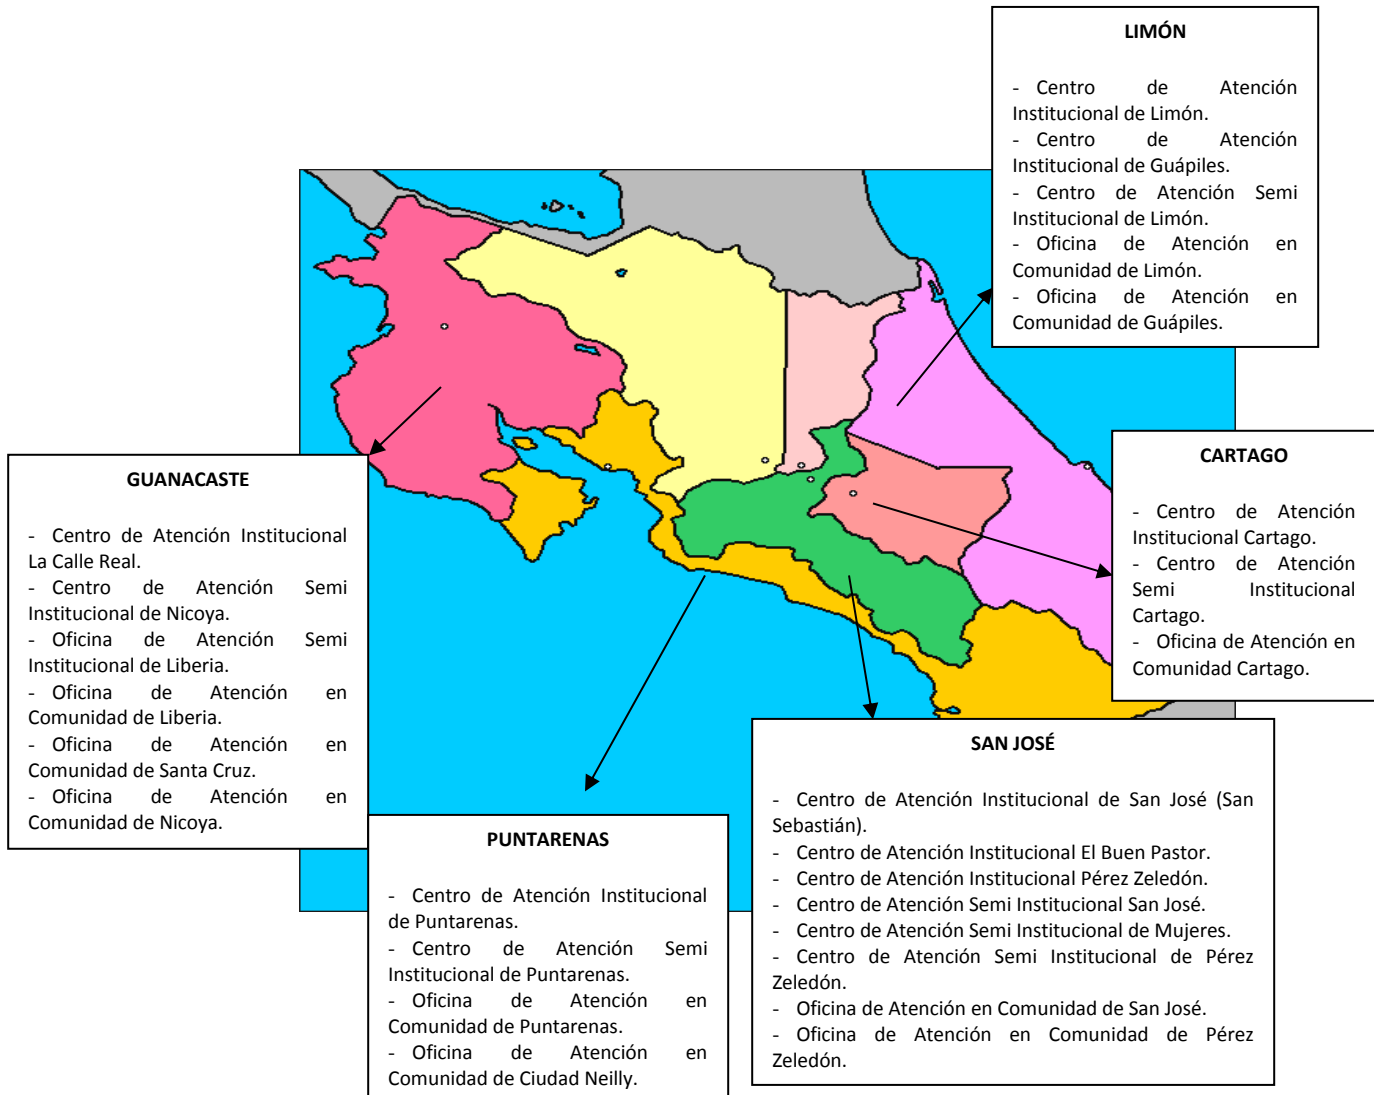 LIMÓN
- Centro de Atención
Institucional de Limón.
- Centro de Atención
Institucional de Guápiles.
- Centro de Atención Semi
Institucional de Limón.
- Oficina de Atención en
Comunidad de Limón.
- Oficina de Atención en
Comunidad de Guápiles.
CARTAGO
- Centro de Atención
Institucional Cartago.
- Centro de Atención
Semi Institucional
Cartago.
- Oficina de Atención en
Comunidad Cartago.
GUANACASTE
- Centro de Atención Institucional
La Calle Real.
- Centro de Atención Semi
Institucional de Nicoya.
- Oficina de Atención Semi
Institucional de Liberia.
- Oficina de Atención en
Comunidad de Liberia.
- Oficina de Atención en
Comunidad de Santa Cruz.
- Oficina de Atención en
Comunidad de Nicoya.
SAN JOSÉ
- Centro de Atención Institucional de San José (San
Sebastián).
- Centro de Atención Institucional El Buen Pastor.
- Centro de Atención Institucional Pérez Zeledón.
- Centro de Atención Semi Institucional San José.
- Centro de Atención Semi Institucional de Mujeres.
- Centro de Atención Semi Institucional de Pérez
Zeledón.
- Oficina de Atención en Comunidad de San José.
- Oficina de Atención en Comunidad de Pérez
Zeledón.
PUNTARENAS
- Centro de Atención Institucional
de Puntarenas.
- Centro de Atención Semi
Institucional de Puntarenas.
- Oficina de Atención en
Comunidad de Puntarenas.
- Oficina de Atención en
Comunidad de Ciudad Neilly.